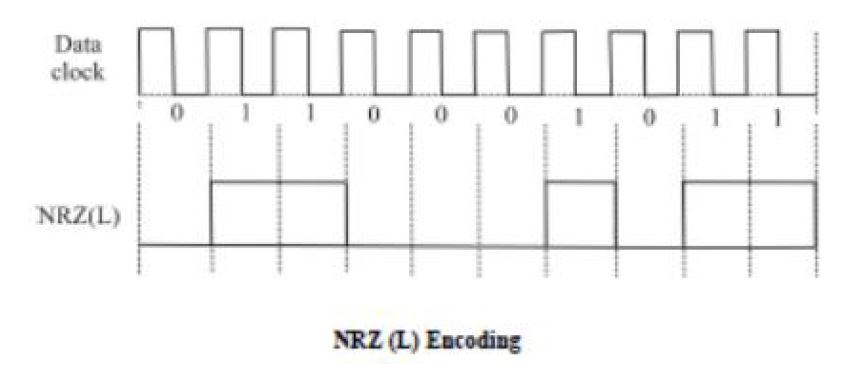 Data
clock
0 1 1 0 0 0 1 0 1 1
NRZ(L)
NRZ (L) Encoding